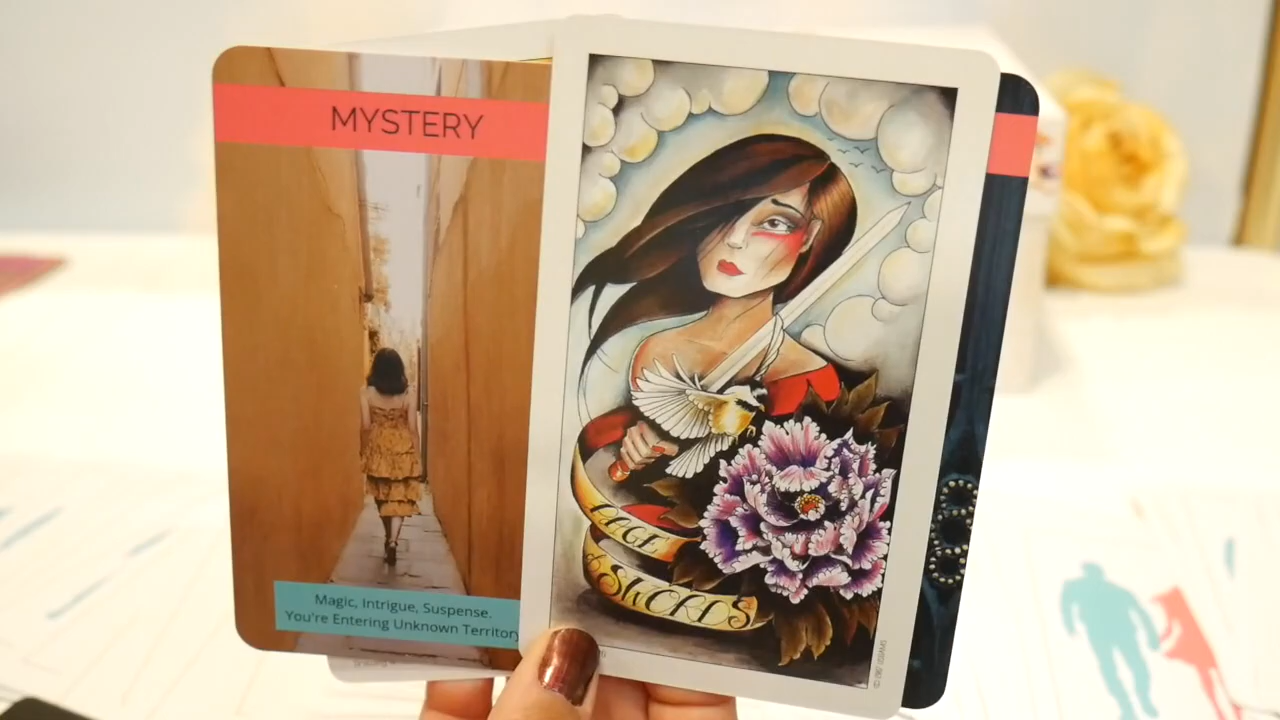 MYSTERY
Magic, Intrigue, Suspense.
You're Entering Unknown Territory
PAGE
of SWORDS